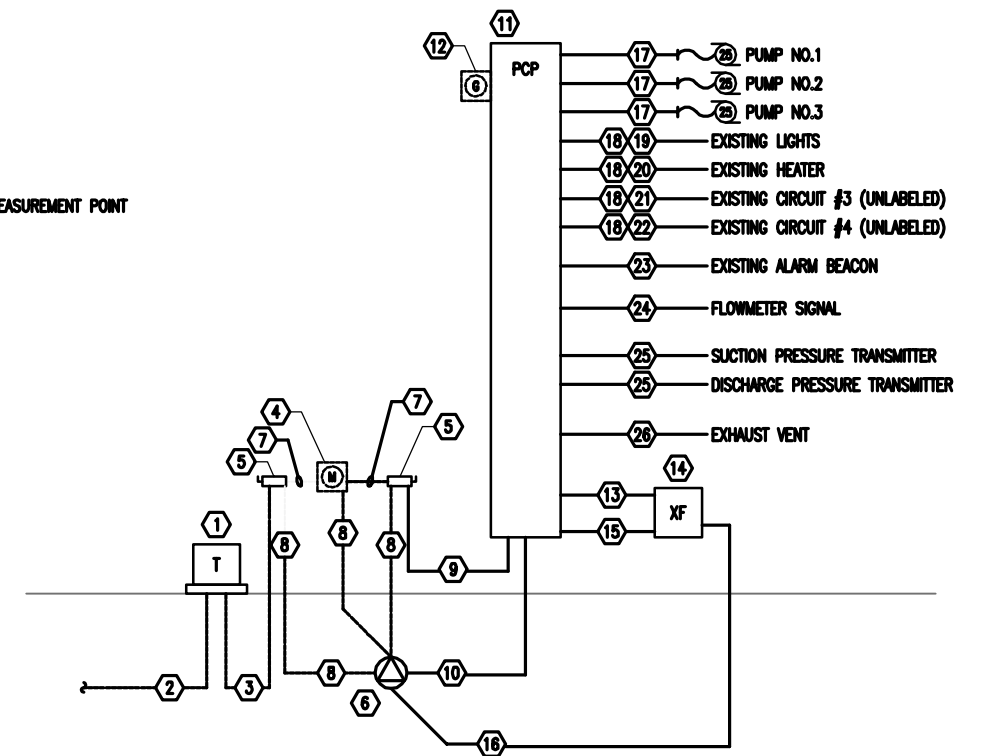 11
12
PCP
G
17 25 PUMP NO.1
17 25 PUMP NO.2
17 25 PUMP NO.3
18 19 EXISTING LIGHTS
18 20 EXISTING HEATER
18 21 EXISTING CIRCUIT #3 (UNLABELED)
EASUREMENT POINT
18 22 EXISTING CIRCUIT #4 (UNLABELED)
23 EXISTING ALARM BEACON
24 FLOWMETER SIGNAL
25 SUCTION PRESSURE TRANSMITTER
25 DISCHARGE PRESSURE TRANSMITTER
26 EXHAUST VENT
4
7
7
5
5
M
14
13
XF
15
1
T
8
8
8
9
2
3
8
10
6
16